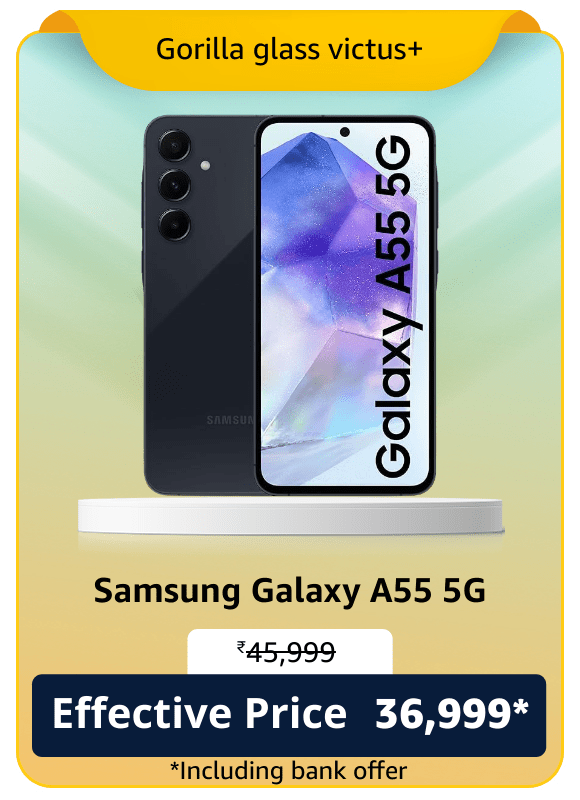 Gorilla glass victus+
Galaxy A55 5G
SAMSUN
Samsung Galaxy A55 5G
₹45,999
Effective Price 36,999*
*Including bank offer